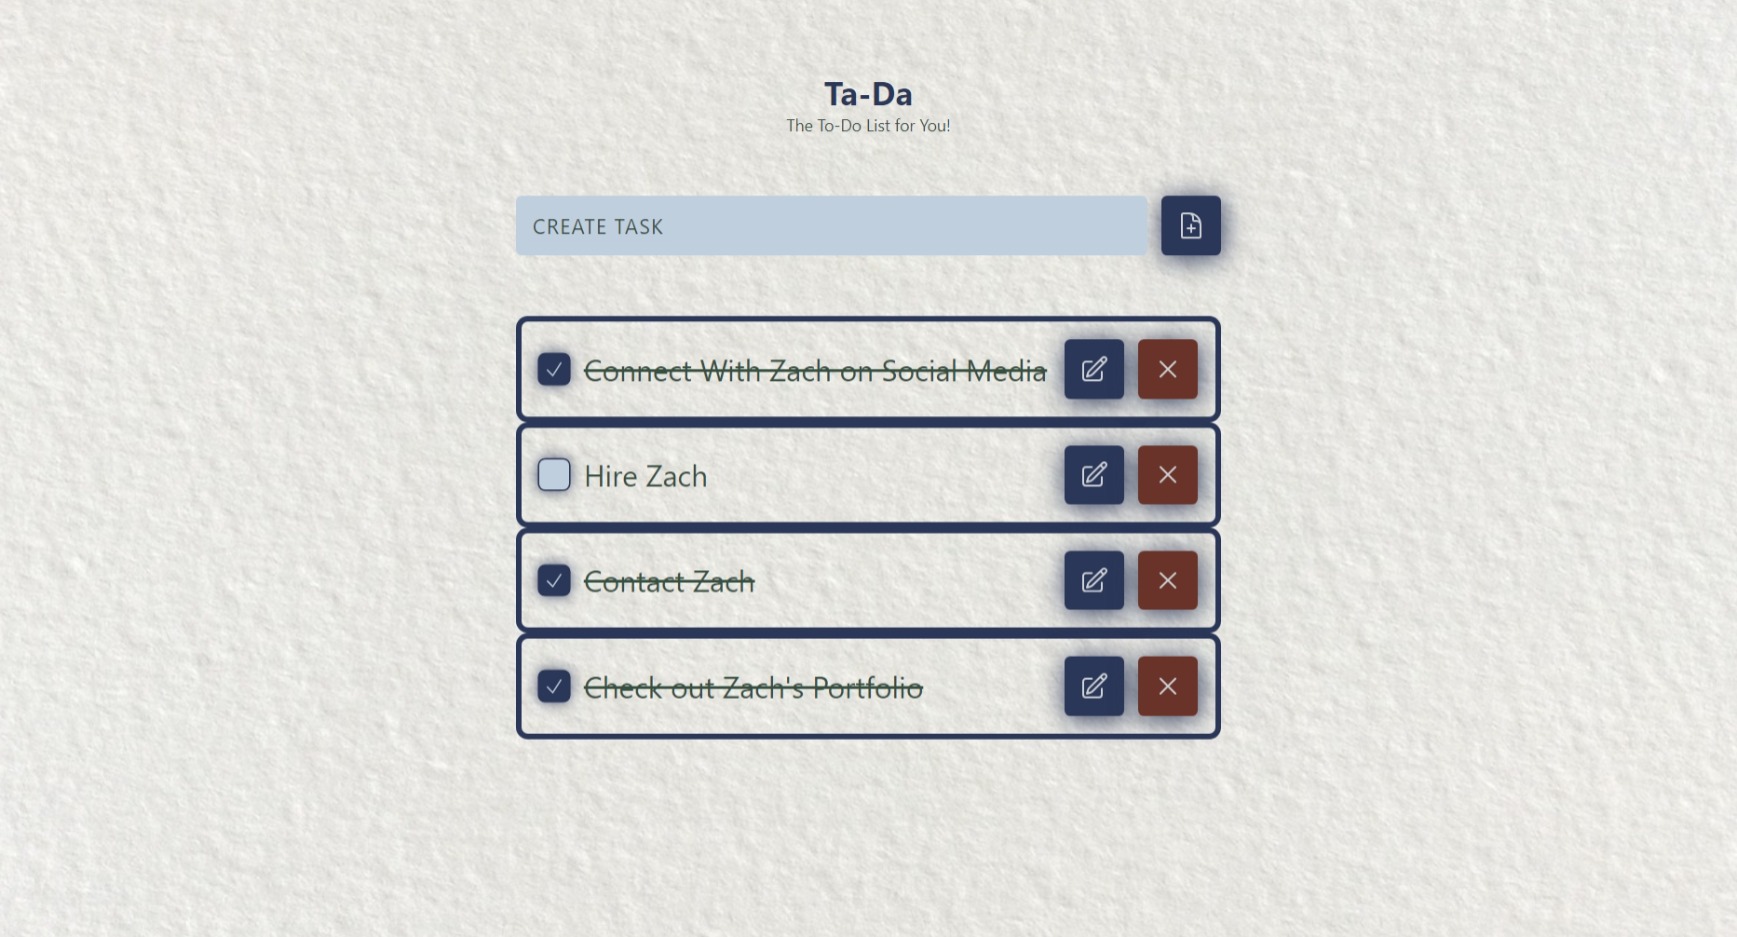 Ta-Da
The To-Do List for You!
CREATE TASK
Connect With Zach on Social Media
Hire Zach
Contact Zach
Check out Zach's Portfolio